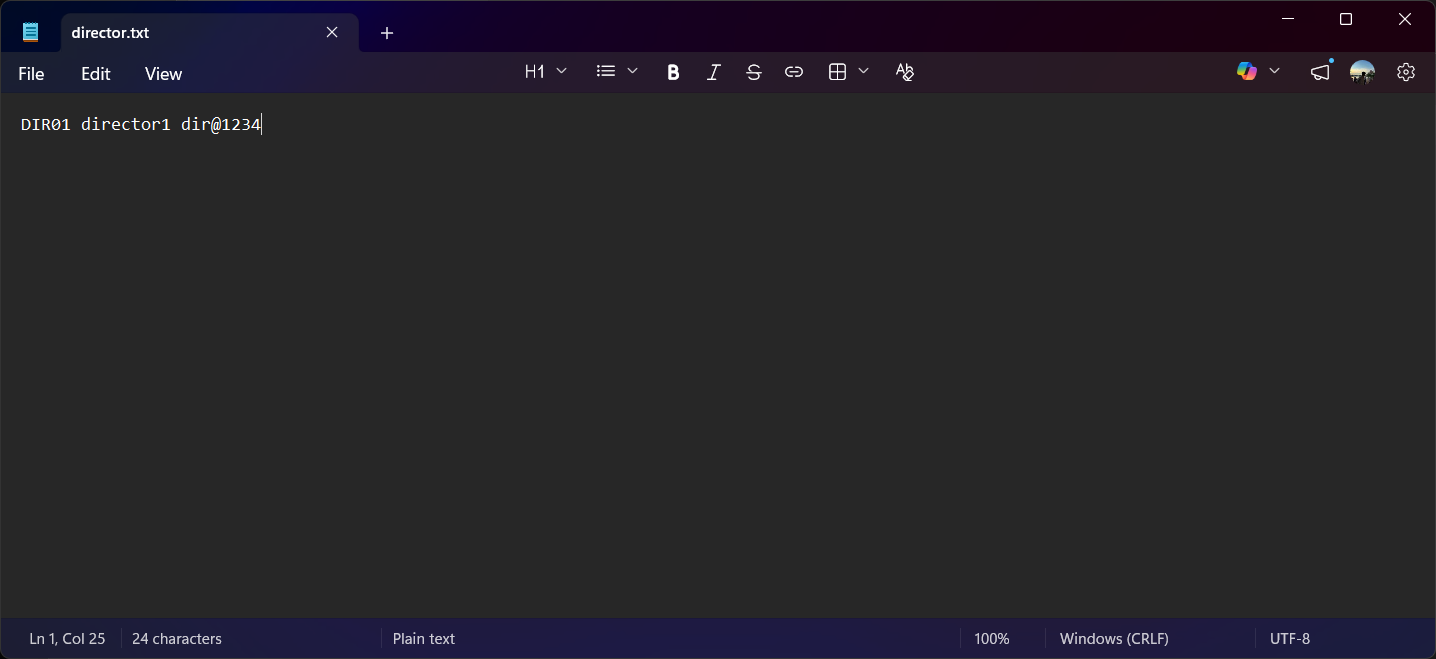 director.txt
File Edit View H1
DIR01 director1 dir@1234
Ln 1, Col 25 24 characters Plain text 100% Windows (CRLF) UTF-8